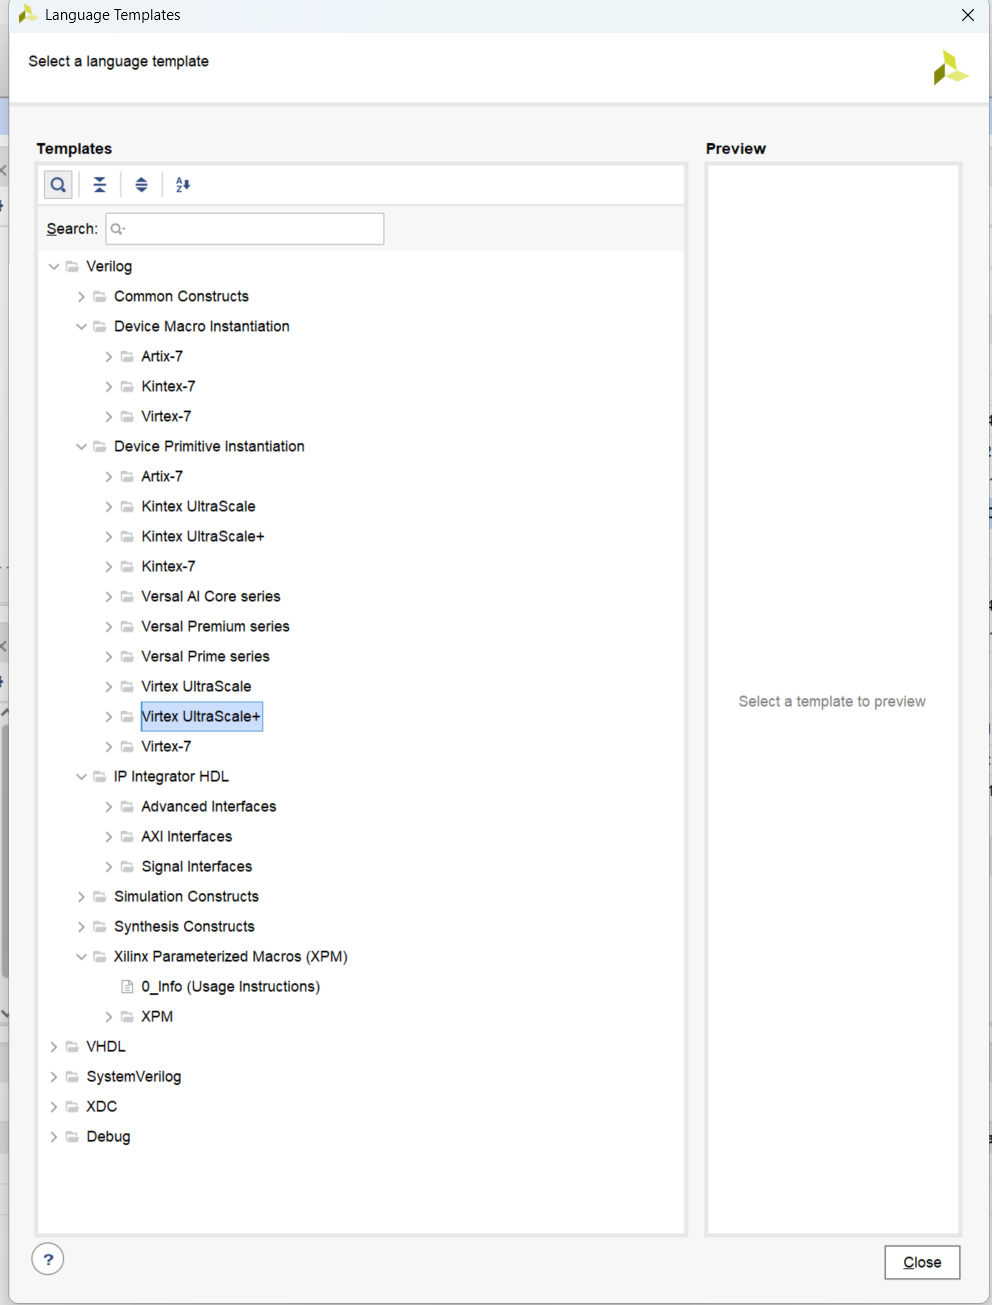 Language Templates
Select a language template
Templates
Preview
Search:
Verilog
Common Constructs
Device Macro Instantiation
Artix-7
Kintex-7
Virtex-7
Device Primitive Instantiation
Artix-7
Kintex UltraScale
Kintex UltraScale+
Kintex-7
Versal AI Core series
Versal Premium series
Versal Prime series
Virtex UltraScale
Virtex UltraScale+
Virtex-7
IP Integrator HDL
Advanced Interfaces
AXI Interfaces
Signal Interfaces
Simulation Constructs
Synthesis Constructs
Xilinx Parameterized Macros (XPM)
0_Info (Usage Instructions)
XPM
VHDL
SystemVerilog
XDC
Debug
Select a template to preview
?
Close